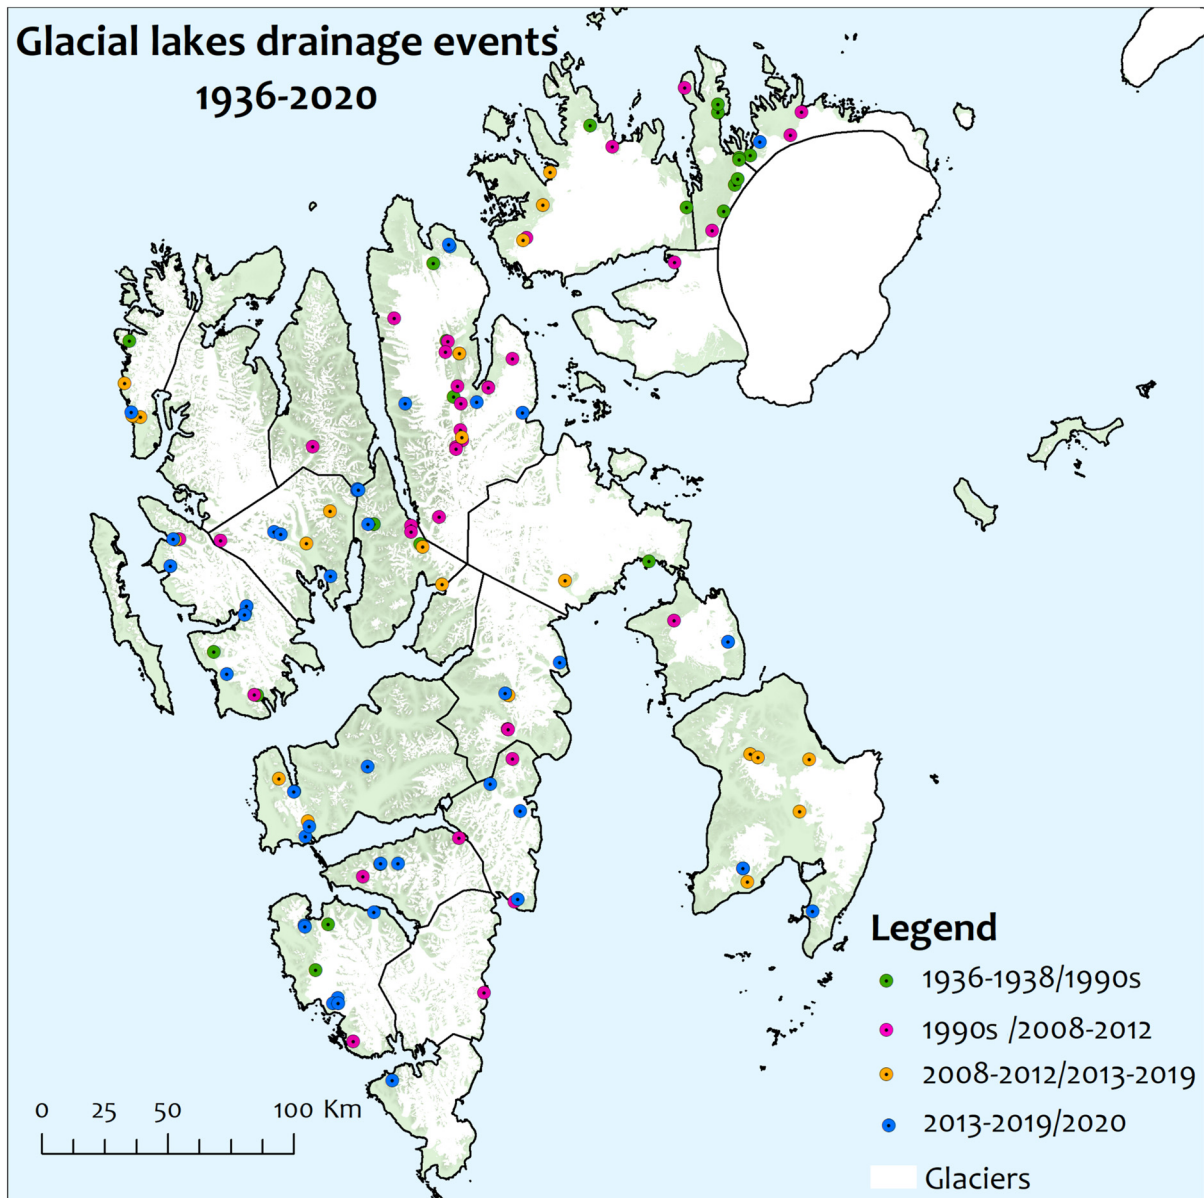 Glacial lakes drainage events
1936-2020
Legend
1936-1938/1990s
1990s /2008-2012
2008-2012/2013-2019
2013-2019/2020
Glaciers
0 25 50 100 Km